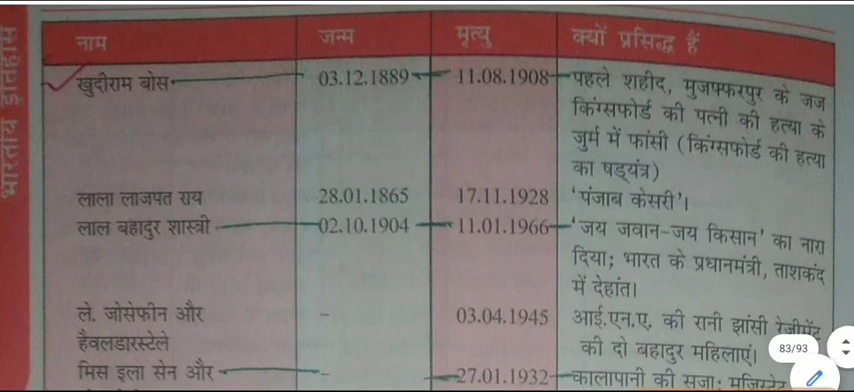 भारतीय इतिहास
नाम जन्म मृत्यु क्यों प्रसिद्ध हैं
खुदीराम बोस 03.12.1889 11.08.1908 पहले शहीद, मुजफ्फरपुर के जज
किंग्सफोर्ड की पत्नी की हत्या के
जुर्म में फांसी (किंग्सफोर्ड की हत्या
का षड्यंत्र)
लाला लाजपत राय 28.01.1865 17.11.1928 'पंजाब केसरी'।
लाल बहादुर शास्त्री 02.10.1904 11.01.1966 'जय जवान-जय किसान' का नारा
दिया; भारत के प्रधानमंत्री, ताशकंद
में देहांत।
ले. जोसेफीन और - 03.04.1945 आई.एन.ए. की रानी झांसी रेजीमेंट
हैवलडारस्टेले की दो बहादुर महिलाएं।
83/93
मिस इला सेन और - 27.01.1932 कालापानी की सजा; मजिस्ट्रेट